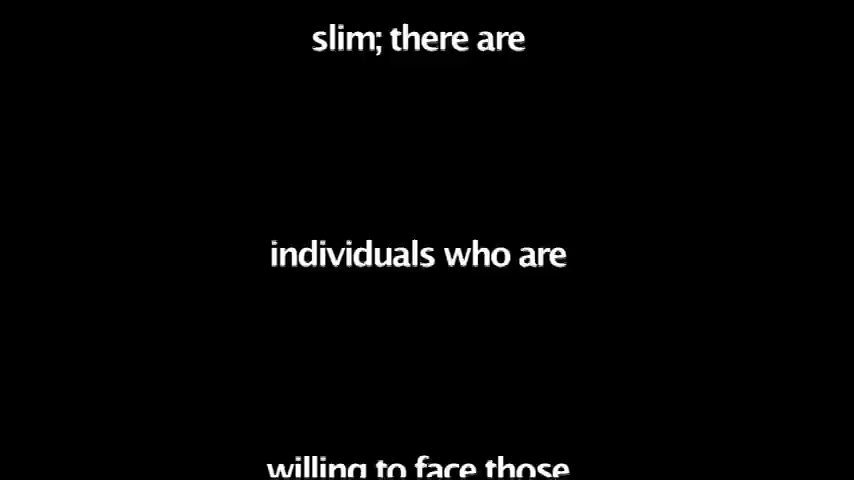 slim; there are
individuals who are
willing to face those